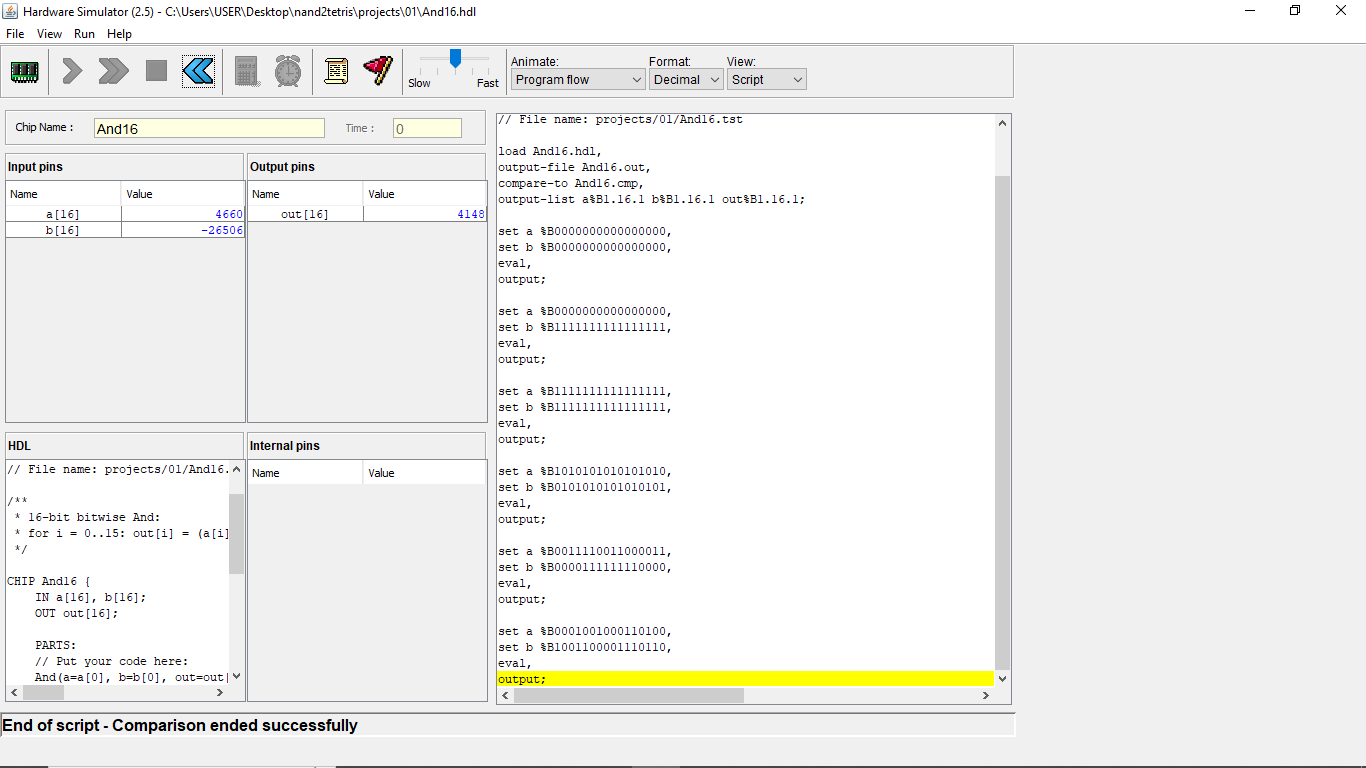 Hardware Simulator (2.5) - C:\Users\USER\Desktop\nand2tetris\projects\01\And16.hdl
File View Run Help
Slow Fast
Animate: Format: View:
Program flow Decimal Script
Chip Name : And16 Time : 0
Input pins
Name Value
a[16] 4660
b[16] -26506
Output pins
Name Value
out[16] 4148
HDL
// File name: projects/01/And16.
/**
* 16-bit bitwise And:
* for i = 0..15: out[i] = (a[i]
*/
CHIP And16 {
IN a[16], b[16];
OUT out[16];
PARTS:
// Put your code here:
And(a=a[0], b=b[0], out=out[
Internal pins
Name Value
// File name: projects/01/And16.tst
load And16.hdl,
output-file And16.out,
compare-to And16.cmp,
output-list a%B1.16.1 b%B1.16.1 out%B1.16.1;
set a %B0000000000000000,
set b %B0000000000000000,
eval,
output;
set a %B0000000000000000,
set b %B1111111111111111,
eval,
output;
set a %B1111111111111111,
set b %B1111111111111111,
eval,
output;
set a %B1010101010101010,
set b %B0101010101010101,
eval,
output;
set a %B0011110011000011,
set b %B0000111111110000,
eval,
output;
set a %B0001001000110100,
set b %B1001100001110110,
eval,
output;
End of script - Comparison ended successfully